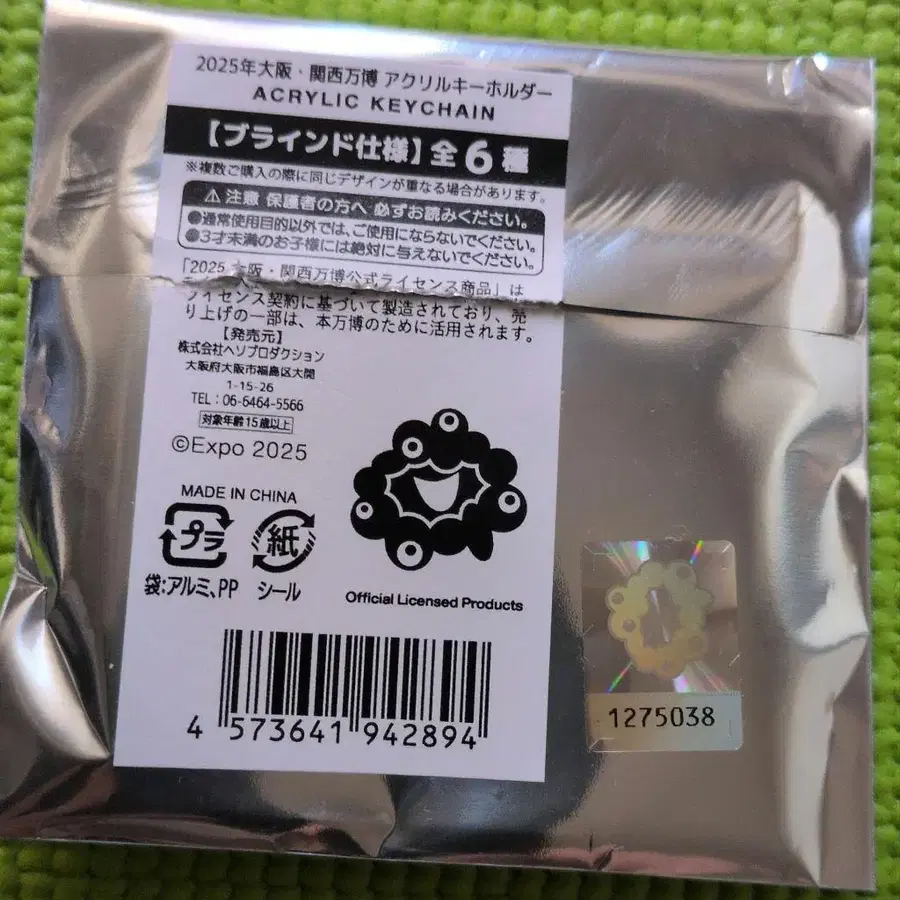 2025年大阪・関西万博 アクリルキーホルダー
ACRYLIC KEYCHAIN
【ブラインド仕様】全6種
※複数ご購入の際に同じデザインが重なる場合があります。
⚠注意 保護者の方へ 必ずお読みください。
●通常使用目的以外では、ご使用にならないでください。
●3才未満のお子様には絶対に与えないでください。
「2025 大阪・関西万博公式ライセンス商品」は
ライセンス契約に基づいて製造されており、売
り上げの一部は、本万博のために活用されます。
【発売元】
株式会社ヘソプロダクション
大阪府大阪市福島区大開
1-15-26
TEL：06-6464-5566
対象年齢15歳以上
©Expo 2025
MADE IN CHINA
プラ
紙
袋:アルミ、PP
シール
Official Licensed Products
4 573641 942894
1275038